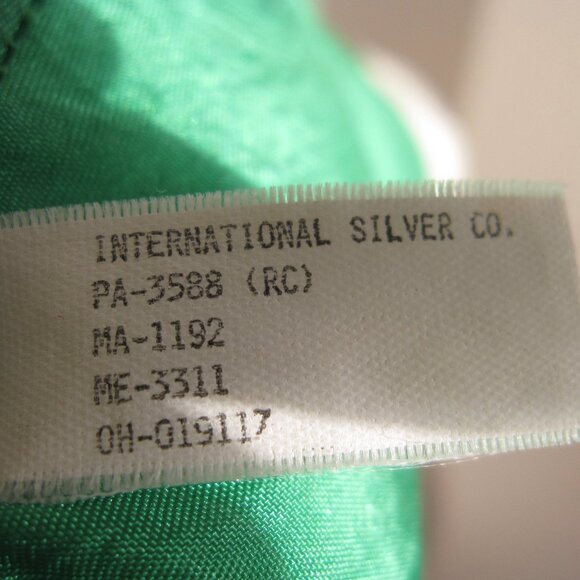 INTERNATIONAL SILVER CO.
PA-3588 (RC)
MA-1192
ME-3311
OH-019117